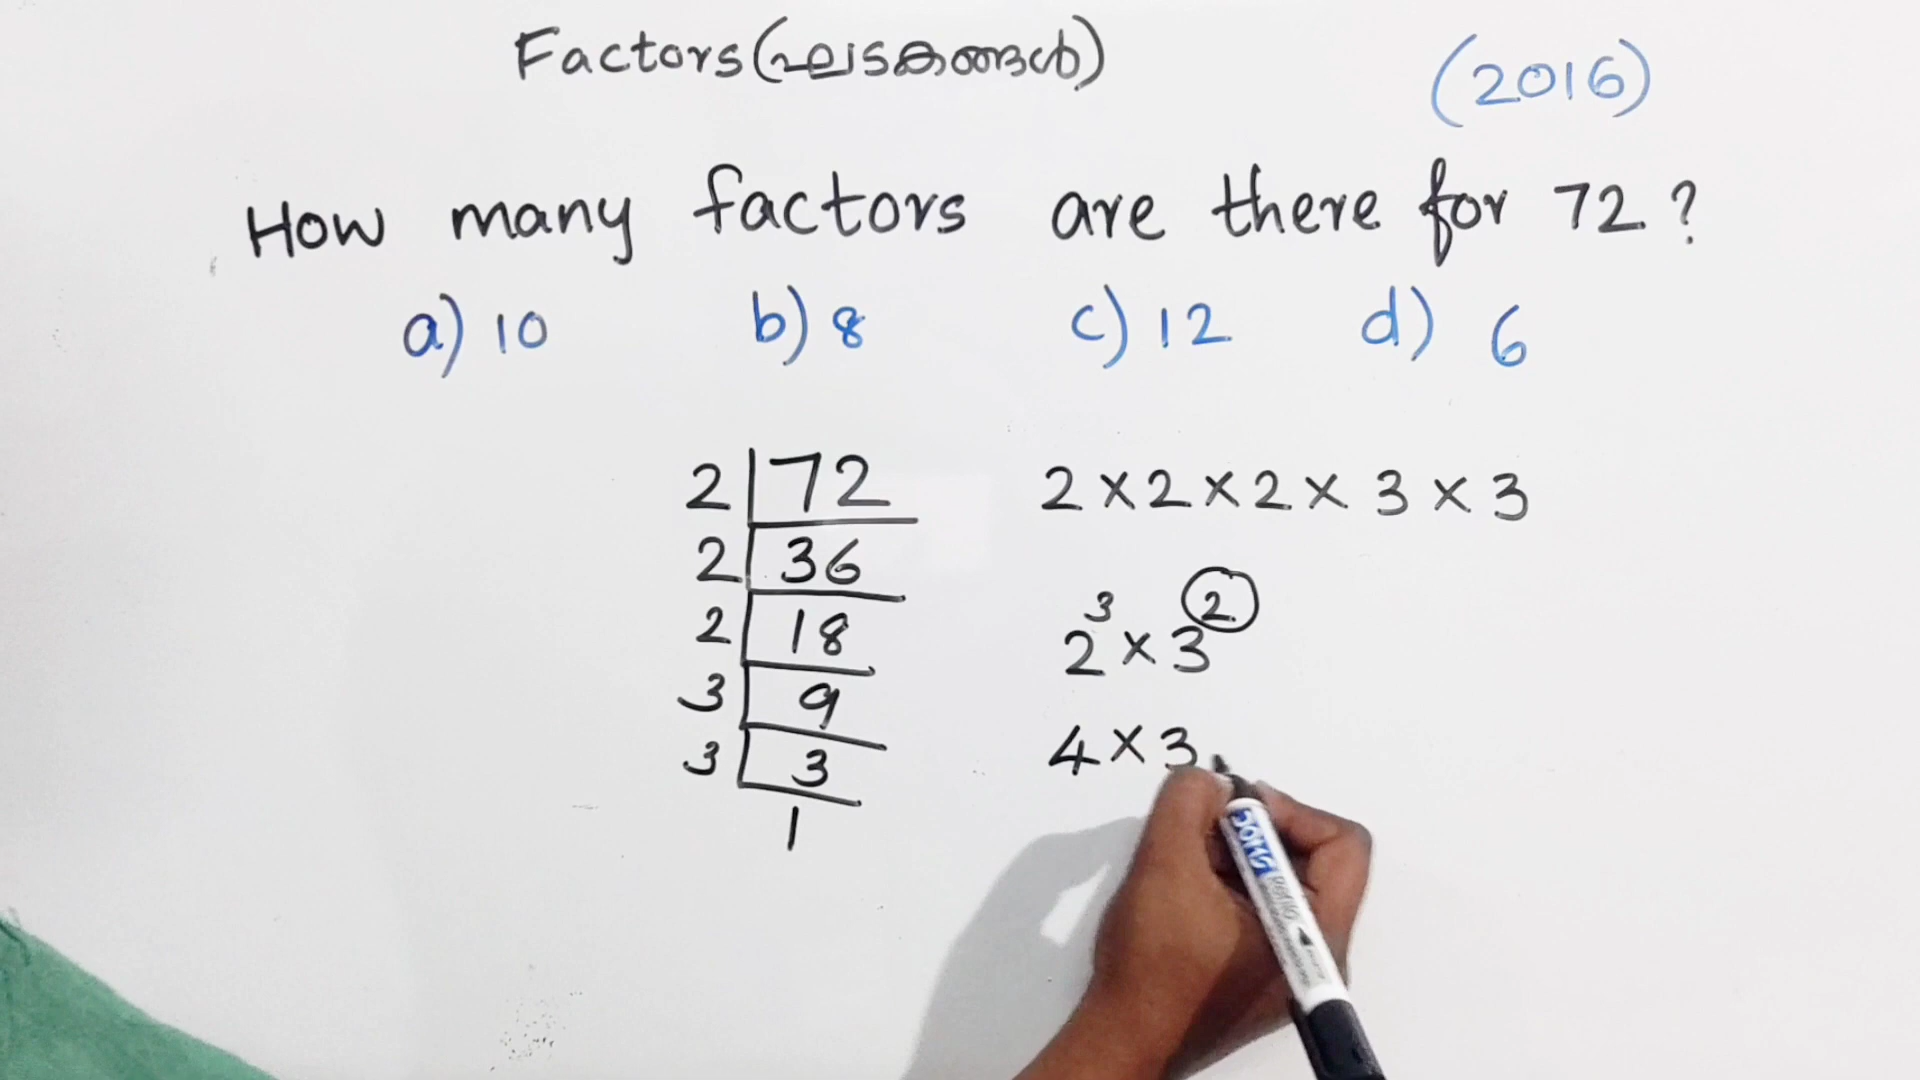 Factors(ഘടകങ്ങൾ)
(2016)
How many factors are there for 72?
a) 10 b) 8 c) 12 d) 6
2 | 72
2 | 36
2 | 18
3 | 9
3 | 3
1
2 × 2 × 2 × 3 × 3
2³ × 3²
4 × 3
DOMS